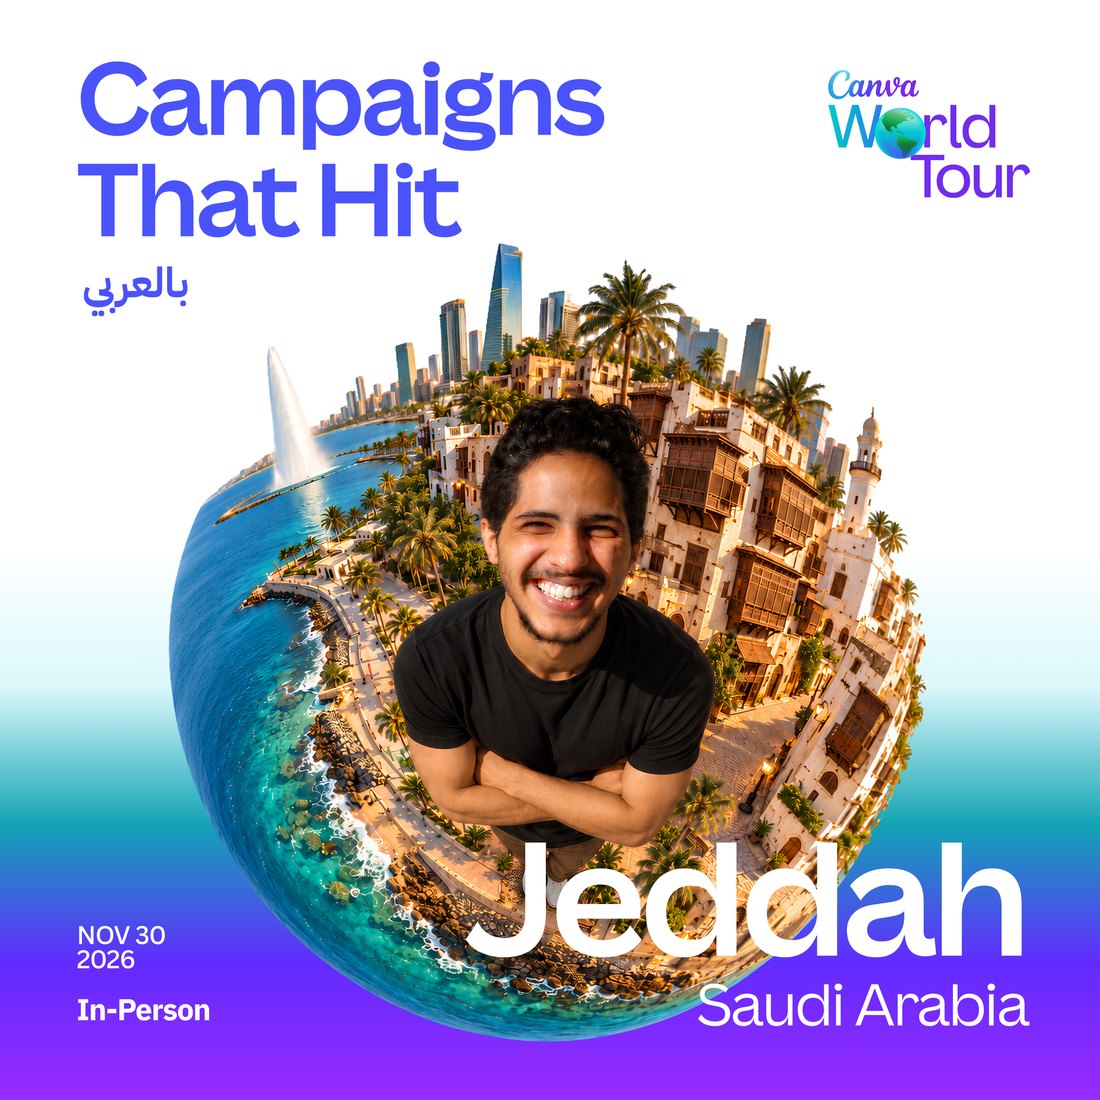 Campaigns
That Hit
بالعربي
Canva
World
Tour
Jeddah
Saudi Arabia
NOV 30
2026
In-Person